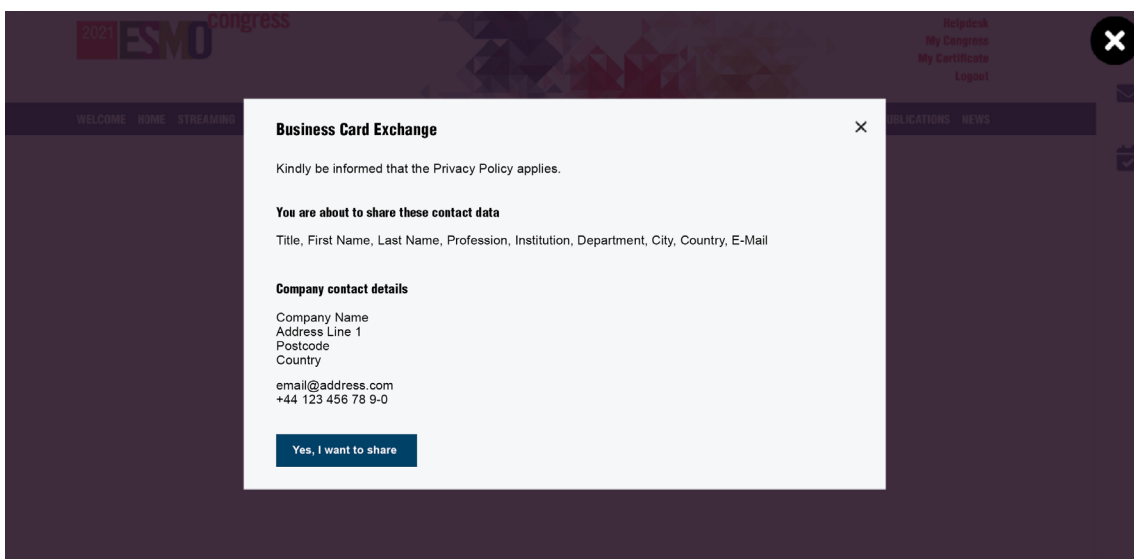 2021 ESMO congress
Helpdesk
My Congress
My Certificate
Logout
WELCOME HOME STREAMING
PUBLICATIONS NEWS
Business Card Exchange
Kindly be informed that the Privacy Policy applies.
You are about to share these contact data
Title, First Name, Last Name, Profession, Institution, Department, City, Country, E-Mail
Company contact details
Company Name
Address Line 1
Postcode
Country
email@address.com
+44 123 456 78 9-0
Yes, I want to share